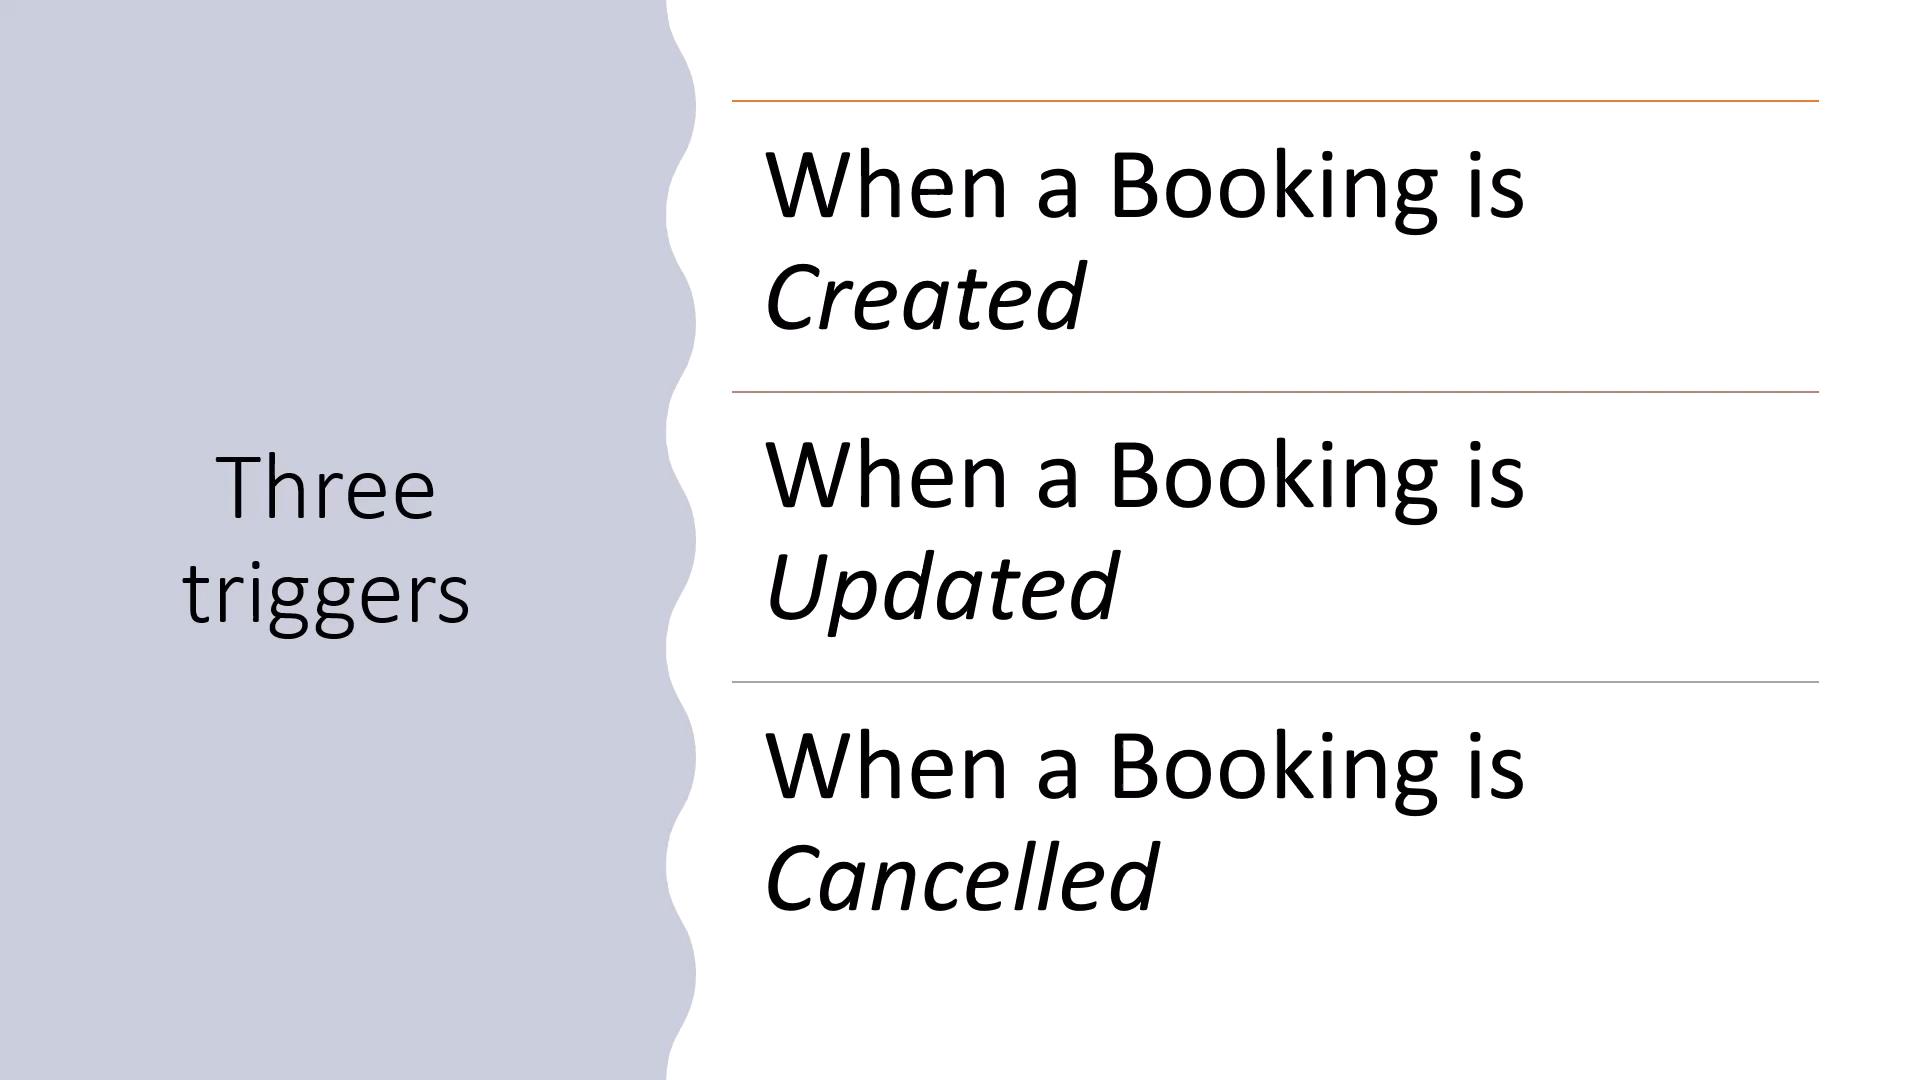 Three
triggers
When a Booking is
Created
When a Booking is
Updated
When a Booking is
Cancelled